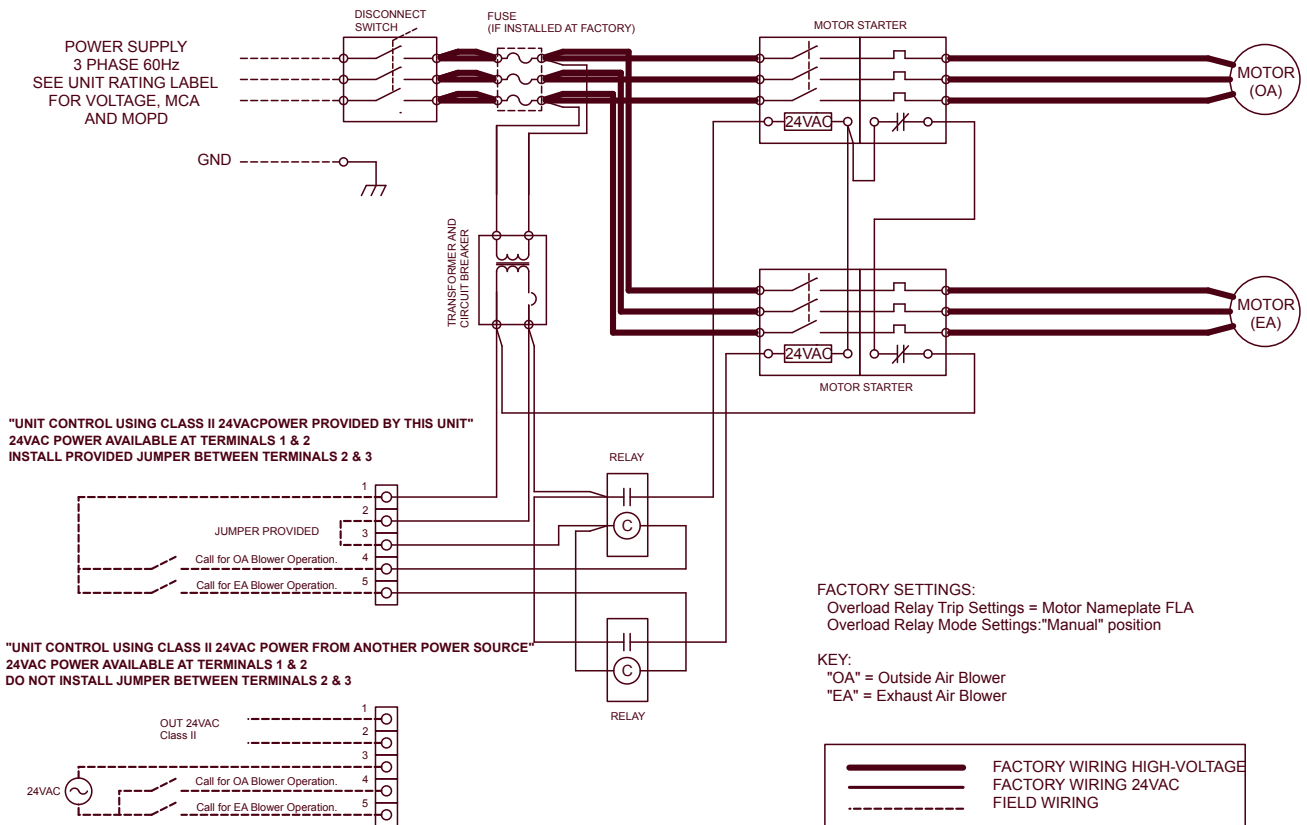 DISCONNECT
SWITCH
FUSE
(IF INSTALLED AT FACTORY)
MOTOR STARTER
POWER SUPPLY
3 PHASE 60Hz
SEE UNIT RATING LABEL
FOR VOLTAGE, MCA
AND MOPD
MOTOR
(OA)
24VAC
GND
TRANSFORMER AND
CIRCUIT BREAKER
MOTOR
(EA)
24VAC
MOTOR STARTER
"UNIT CONTROL USING CLASS II 24VACPOWER PROVIDED BY THIS UNIT"
24VAC POWER AVAILABLE AT TERMINALS 1 & 2
INSTALL PROVIDED JUMPER BETWEEN TERMINALS 2 & 3
RELAY
1
2
JUMPER PROVIDED
3
C
Call for OA Blower Operation.
4
Call for EA Blower Operation.
5
FACTORY SETTINGS:
Overload Relay Trip Settings = Motor Nameplate FLA
Overload Relay Mode Settings:"Manual" position
"UNIT CONTROL USING CLASS II 24VAC POWER FROM ANOTHER POWER SOURCE"
24VAC POWER AVAILABLE AT TERMINALS 1 & 2
DO NOT INSTALL JUMPER BETWEEN TERMINALS 2 & 3
C
RELAY
KEY:
"OA" = Outside Air Blower
"EA" = Exhaust Air Blower
OUT 24VAC
Class II
1
2
3
24VAC
Call for OA Blower Operation.
4
Call for EA Blower Operation.
5
FACTORY WIRING HIGH-VOLTAGE
FACTORY WIRING 24VAC
FIELD WIRING